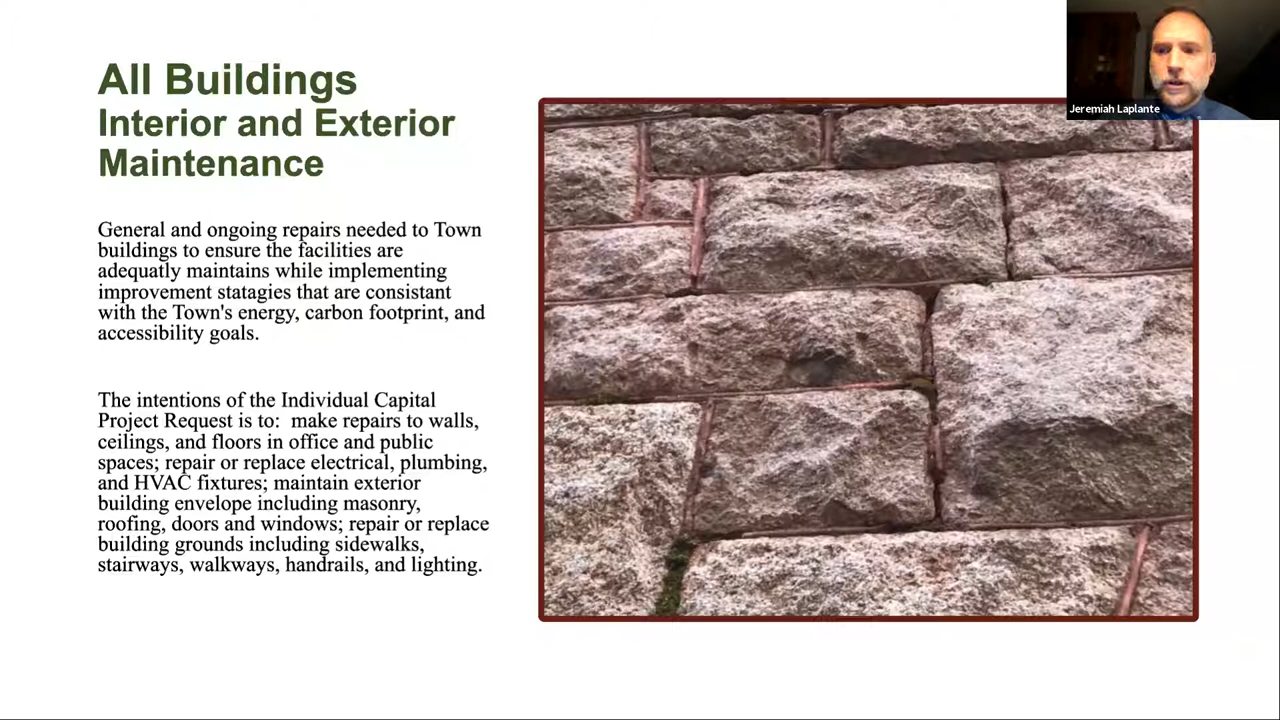 All Buildings
Interior and Exterior
Maintenance
General and ongoing repairs needed to Town
buildings to ensure the facilities are
adequatly maintains while implementing
improvement statagies that are consistant
with the Town's energy, carbon footprint, and
accessibility goals.
The intentions of the Individual Capital
Project Request is to:  make repairs to walls,
ceilings, and floors in office and public
spaces; repair or replace electrical, plumbing,
and HVAC fixtures; maintain exterior
building envelope including masonry,
roofing, doors and windows; repair or replace
building grounds including sidewalks,
stairways, walkways, handrails, and lighting.
Jeremiah Laplante